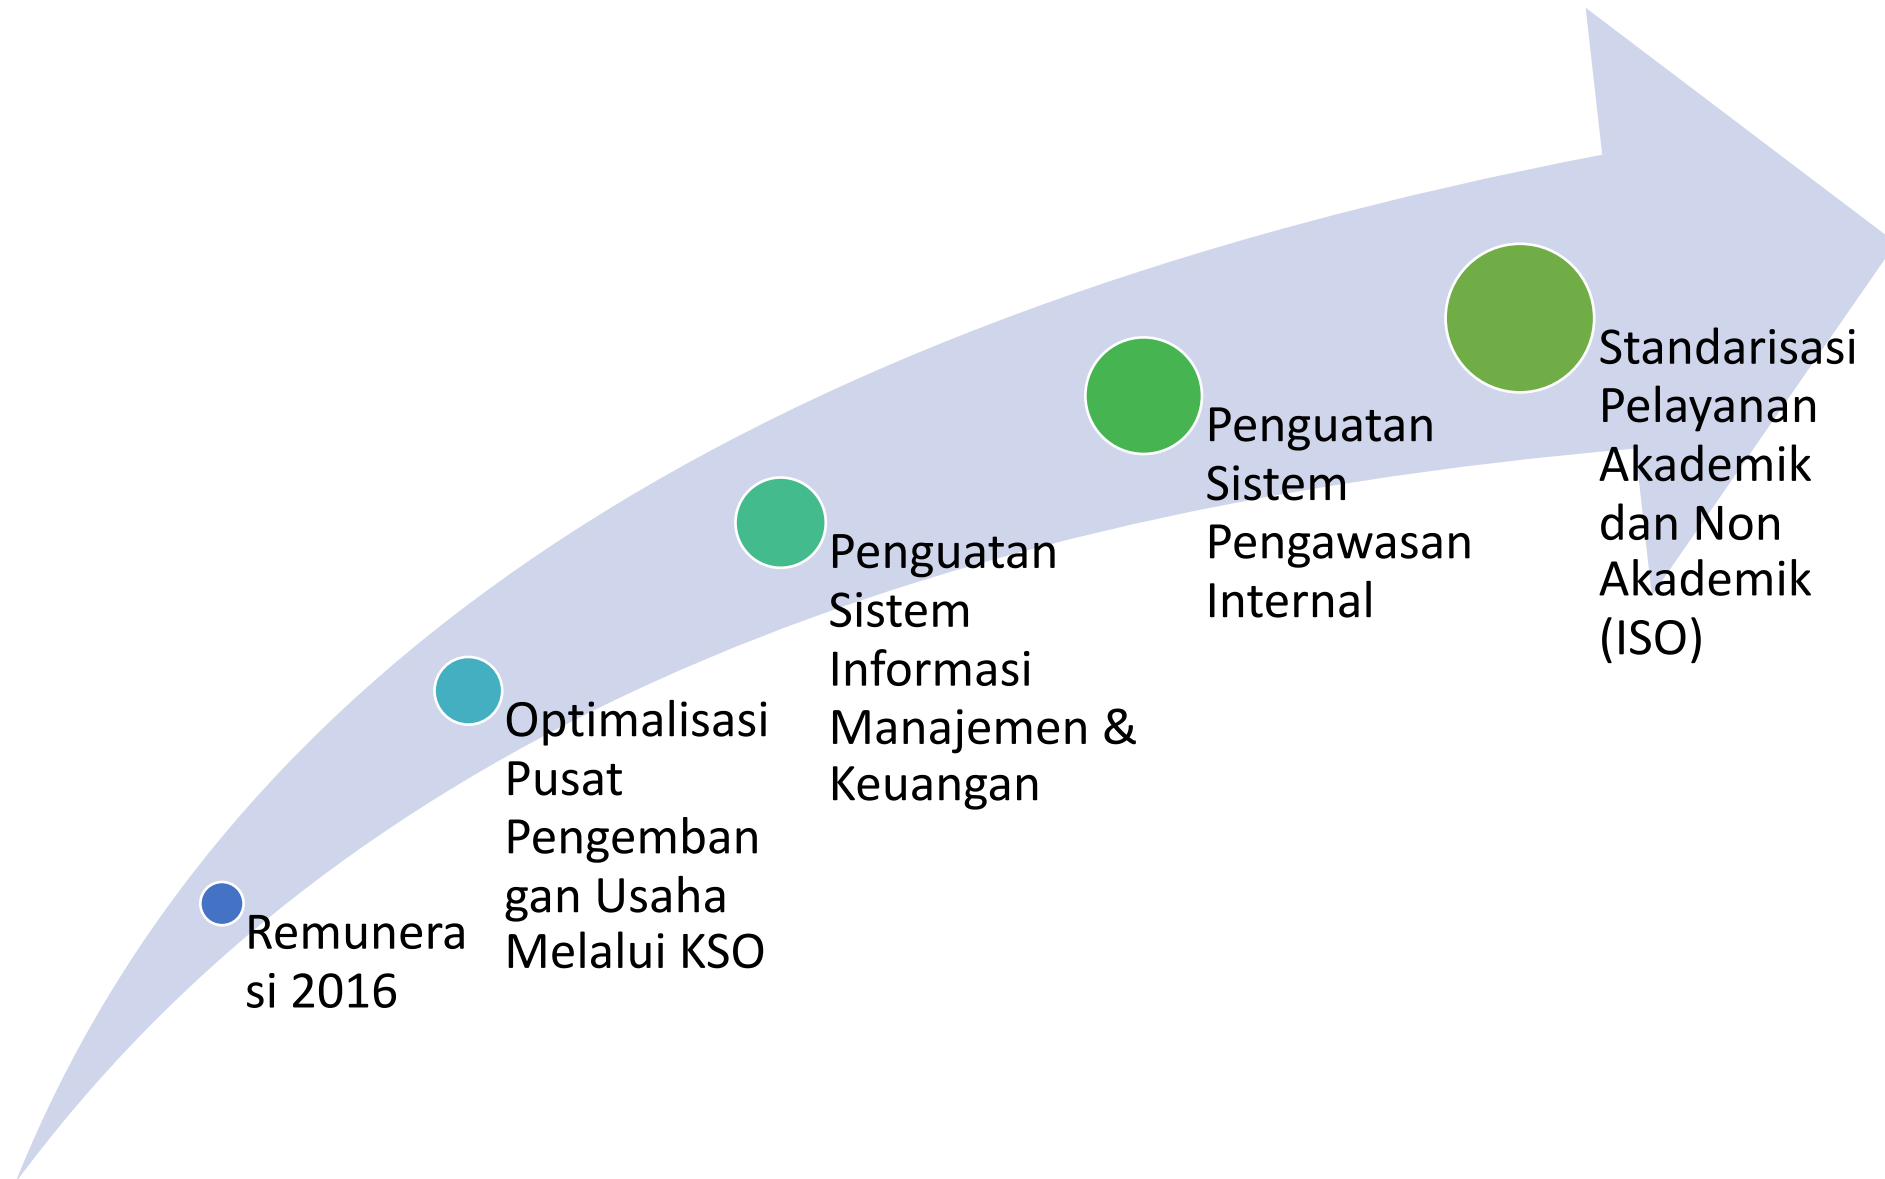 Remunera
si 2016
Optimalisasi
Pusat
Pengemban
gan Usaha
Melalui KSO
Penguatan
Sistem
Informasi
Manajemen &
Keuangan
Penguatan
Sistem
Pengawasan
Internal
Standarisasi
Pelayanan
Akademik
dan Non
Akademik
(ISO)